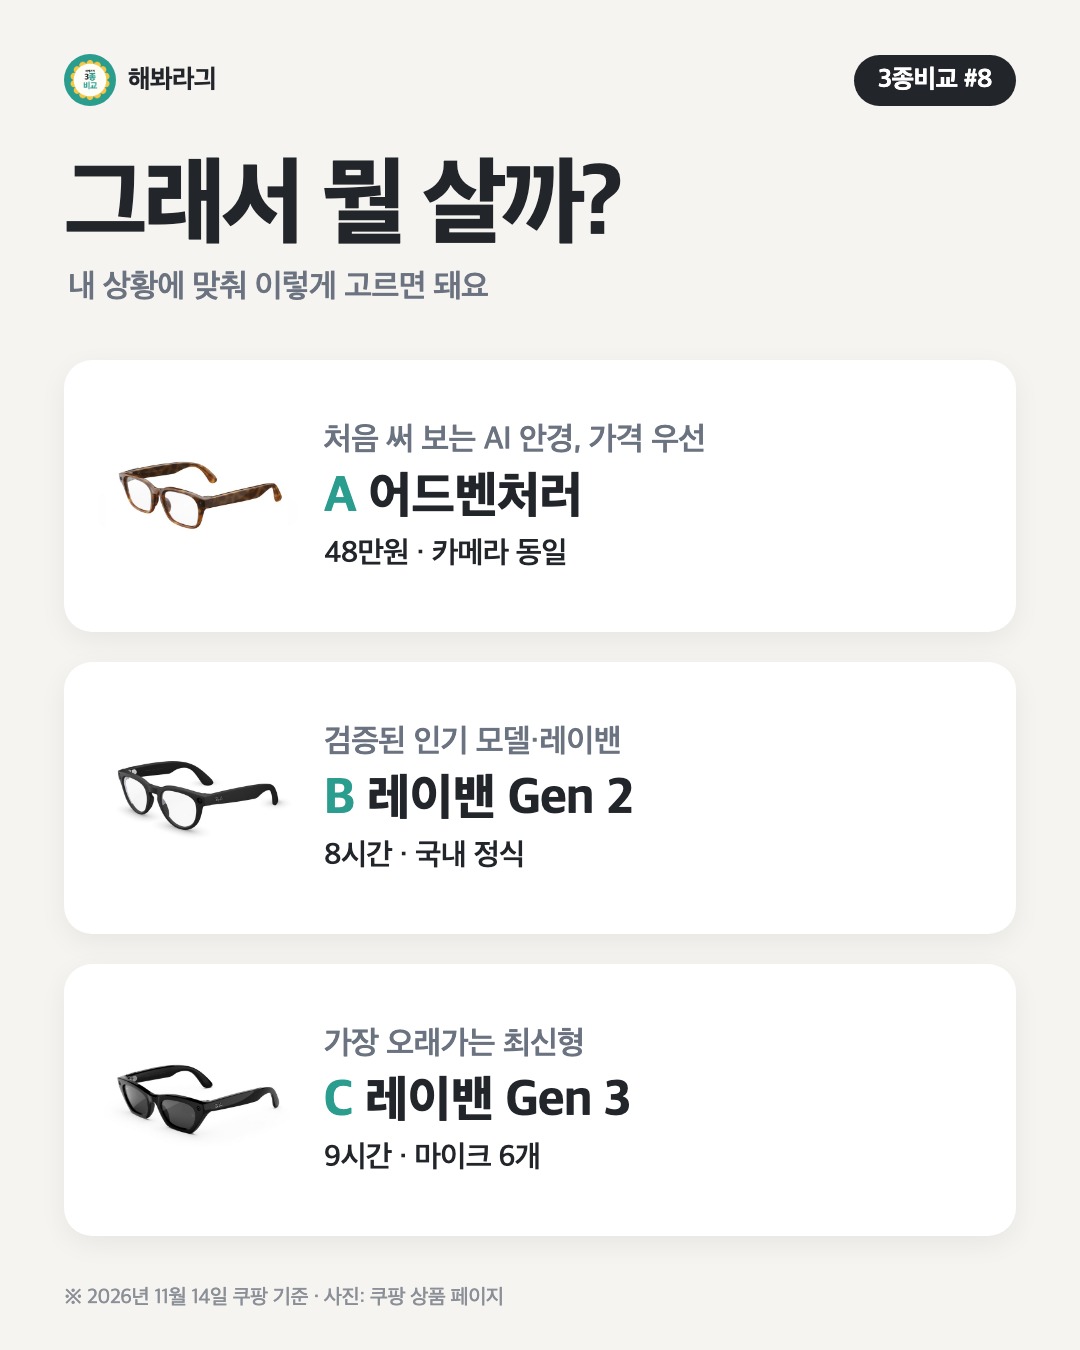 3종
비교
해봐라긔
3종비교 #8
그래서 뭘 살까?
내 상황에 맞춰 이렇게 고르면 돼요
처음 써 보는 AI 안경, 가격 우선
A 어드벤처러
48만원 · 카메라 동일
검증된 인기 모델·레이밴
B 레이밴 Gen 2
8시간 · 국내 정식
가장 오래가는 최신형
C 레이밴 Gen 3
9시간 · 마이크 6개
※ 2026년 11월 14일 쿠팡 기준 · 사진: 쿠팡 상품 페이지